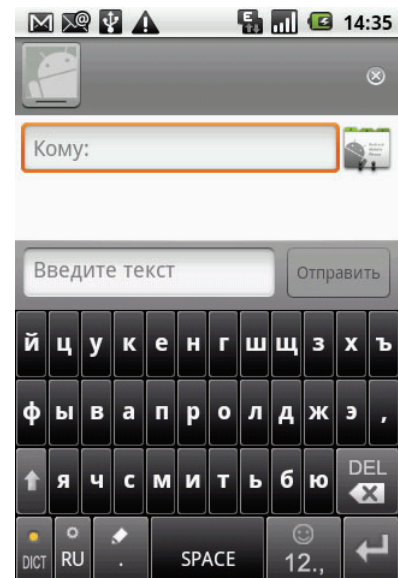 14:35
Кому:
Введите текст
Отправить
й ц у к е н г ш щ з х ъ
ф ы в а п р о л д ж э ,
я ч с м и т ь б ю DEL
DICT RU . SPACE 12.,